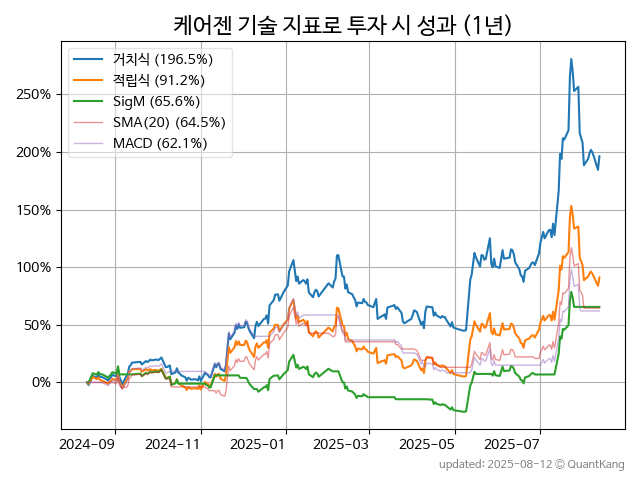 케어젠 기술 지표로 투자 시 성과 (1년)
거치식 (196.5%)
적립식 (91.2%)
SigM (65.6%)
SMA(20) (64.5%)
MACD (62.1%)
250%
200%
150%
100%
50%
0%
2024-09
2024-11
2025-01
2025-03
2025-05
2025-07
updated: 2025-08-12 © QuantKang